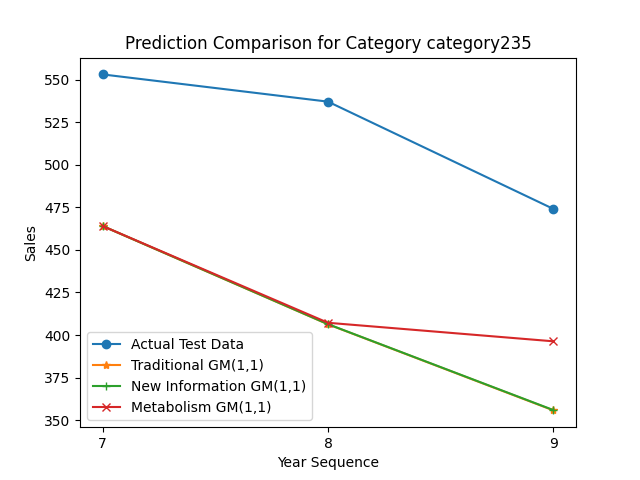 Prediction Comparison for Category category235
550
525
500
475
450
425
400
375
350
Sales
Actual Test Data
Traditional GM(1,1)
New Information GM(1,1)
Metabolism GM(1,1)
7
8
9
Year Sequence